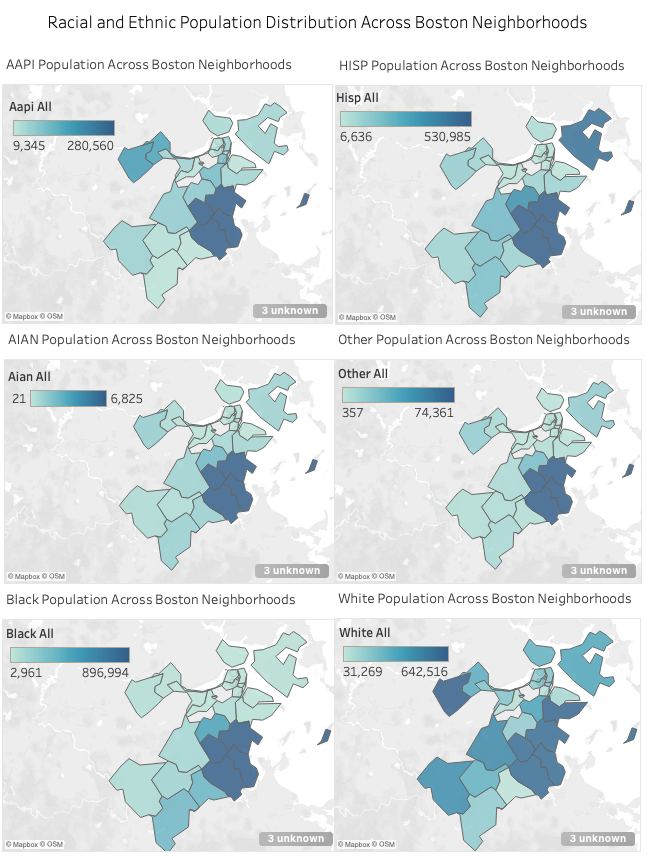 Racial and Ethnic Population Distribution Across Boston Neighborhoods
AAPI Population Across Boston Neighborhoods
Aapi All
9,345 280,560
© Mapbox © OSM
3 unknown
HISP Population Across Boston Neighborhoods
Hisp All
6,636 530,985
© Mapbox © OSM
3 unknown
AIAN Population Across Boston Neighborhoods
Aian All
21 6,825
© Mapbox © OSM
3 unknown
Other Population Across Boston Neighborhoods
Other All
357 74,361
© Mapbox © OSM
3 unknown
Black Population Across Boston Neighborhoods
Black All
2,961 896,994
© Mapbox © OSM
3 unknown
White Population Across Boston Neighborhoods
White All
31,269 642,516
© Mapbox © OSM
3 unknown